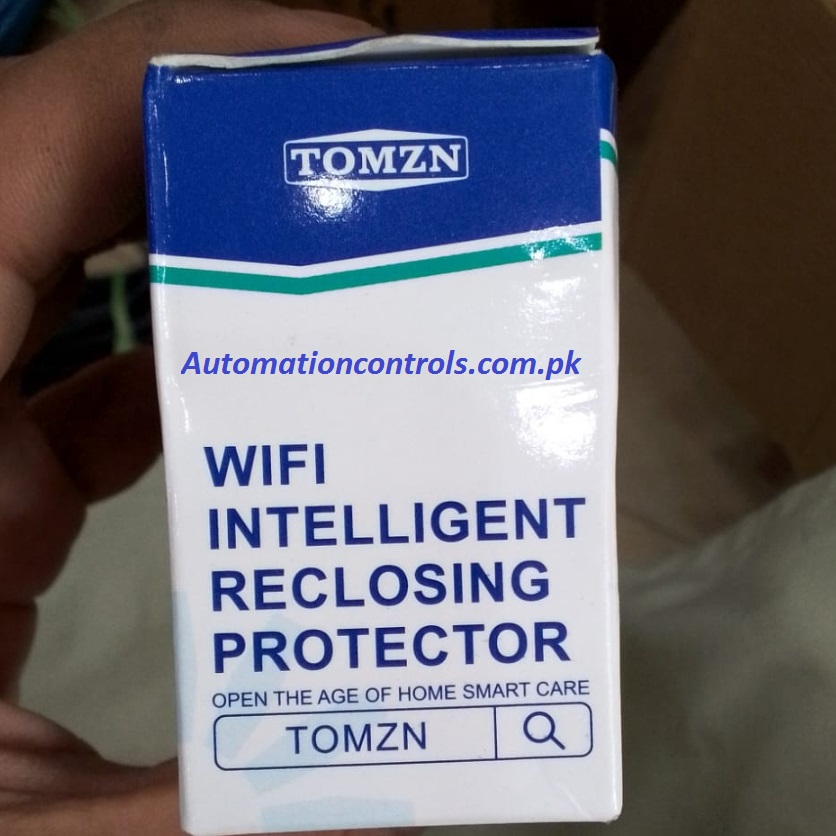 TOMZN
Automationcontrols.com.pk
WIFI
INTELLIGENT
RECLOSING
PROTECTOR
OPEN THE AGE OF HOME SMART CARE
TOMZN